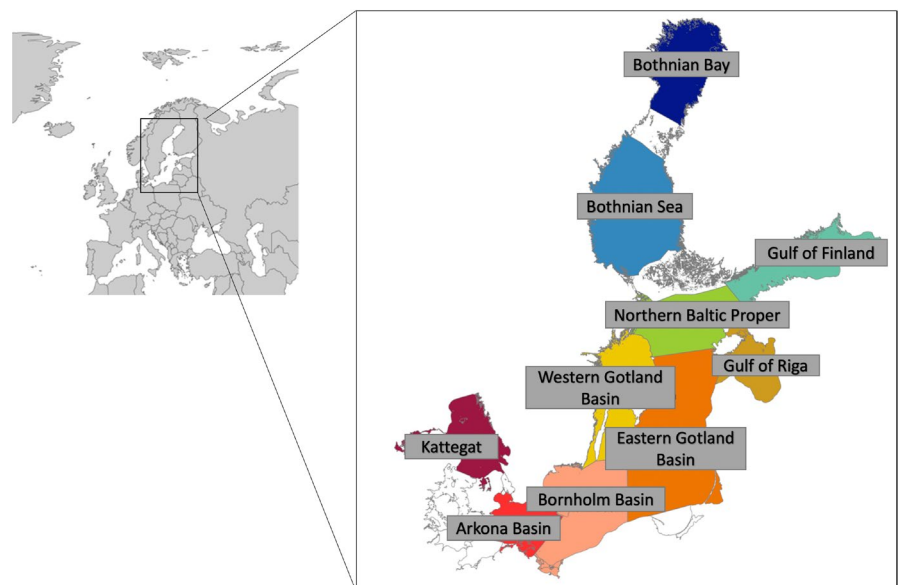 Bothnian Bay
Bothnian Sea
Gulf of Finland
Northern Baltic Proper
Gulf of Riga
Western Gotland
Basin
Eastern Gotland
Basin
Kattegat
Bornholm Basin
Arkona Basin